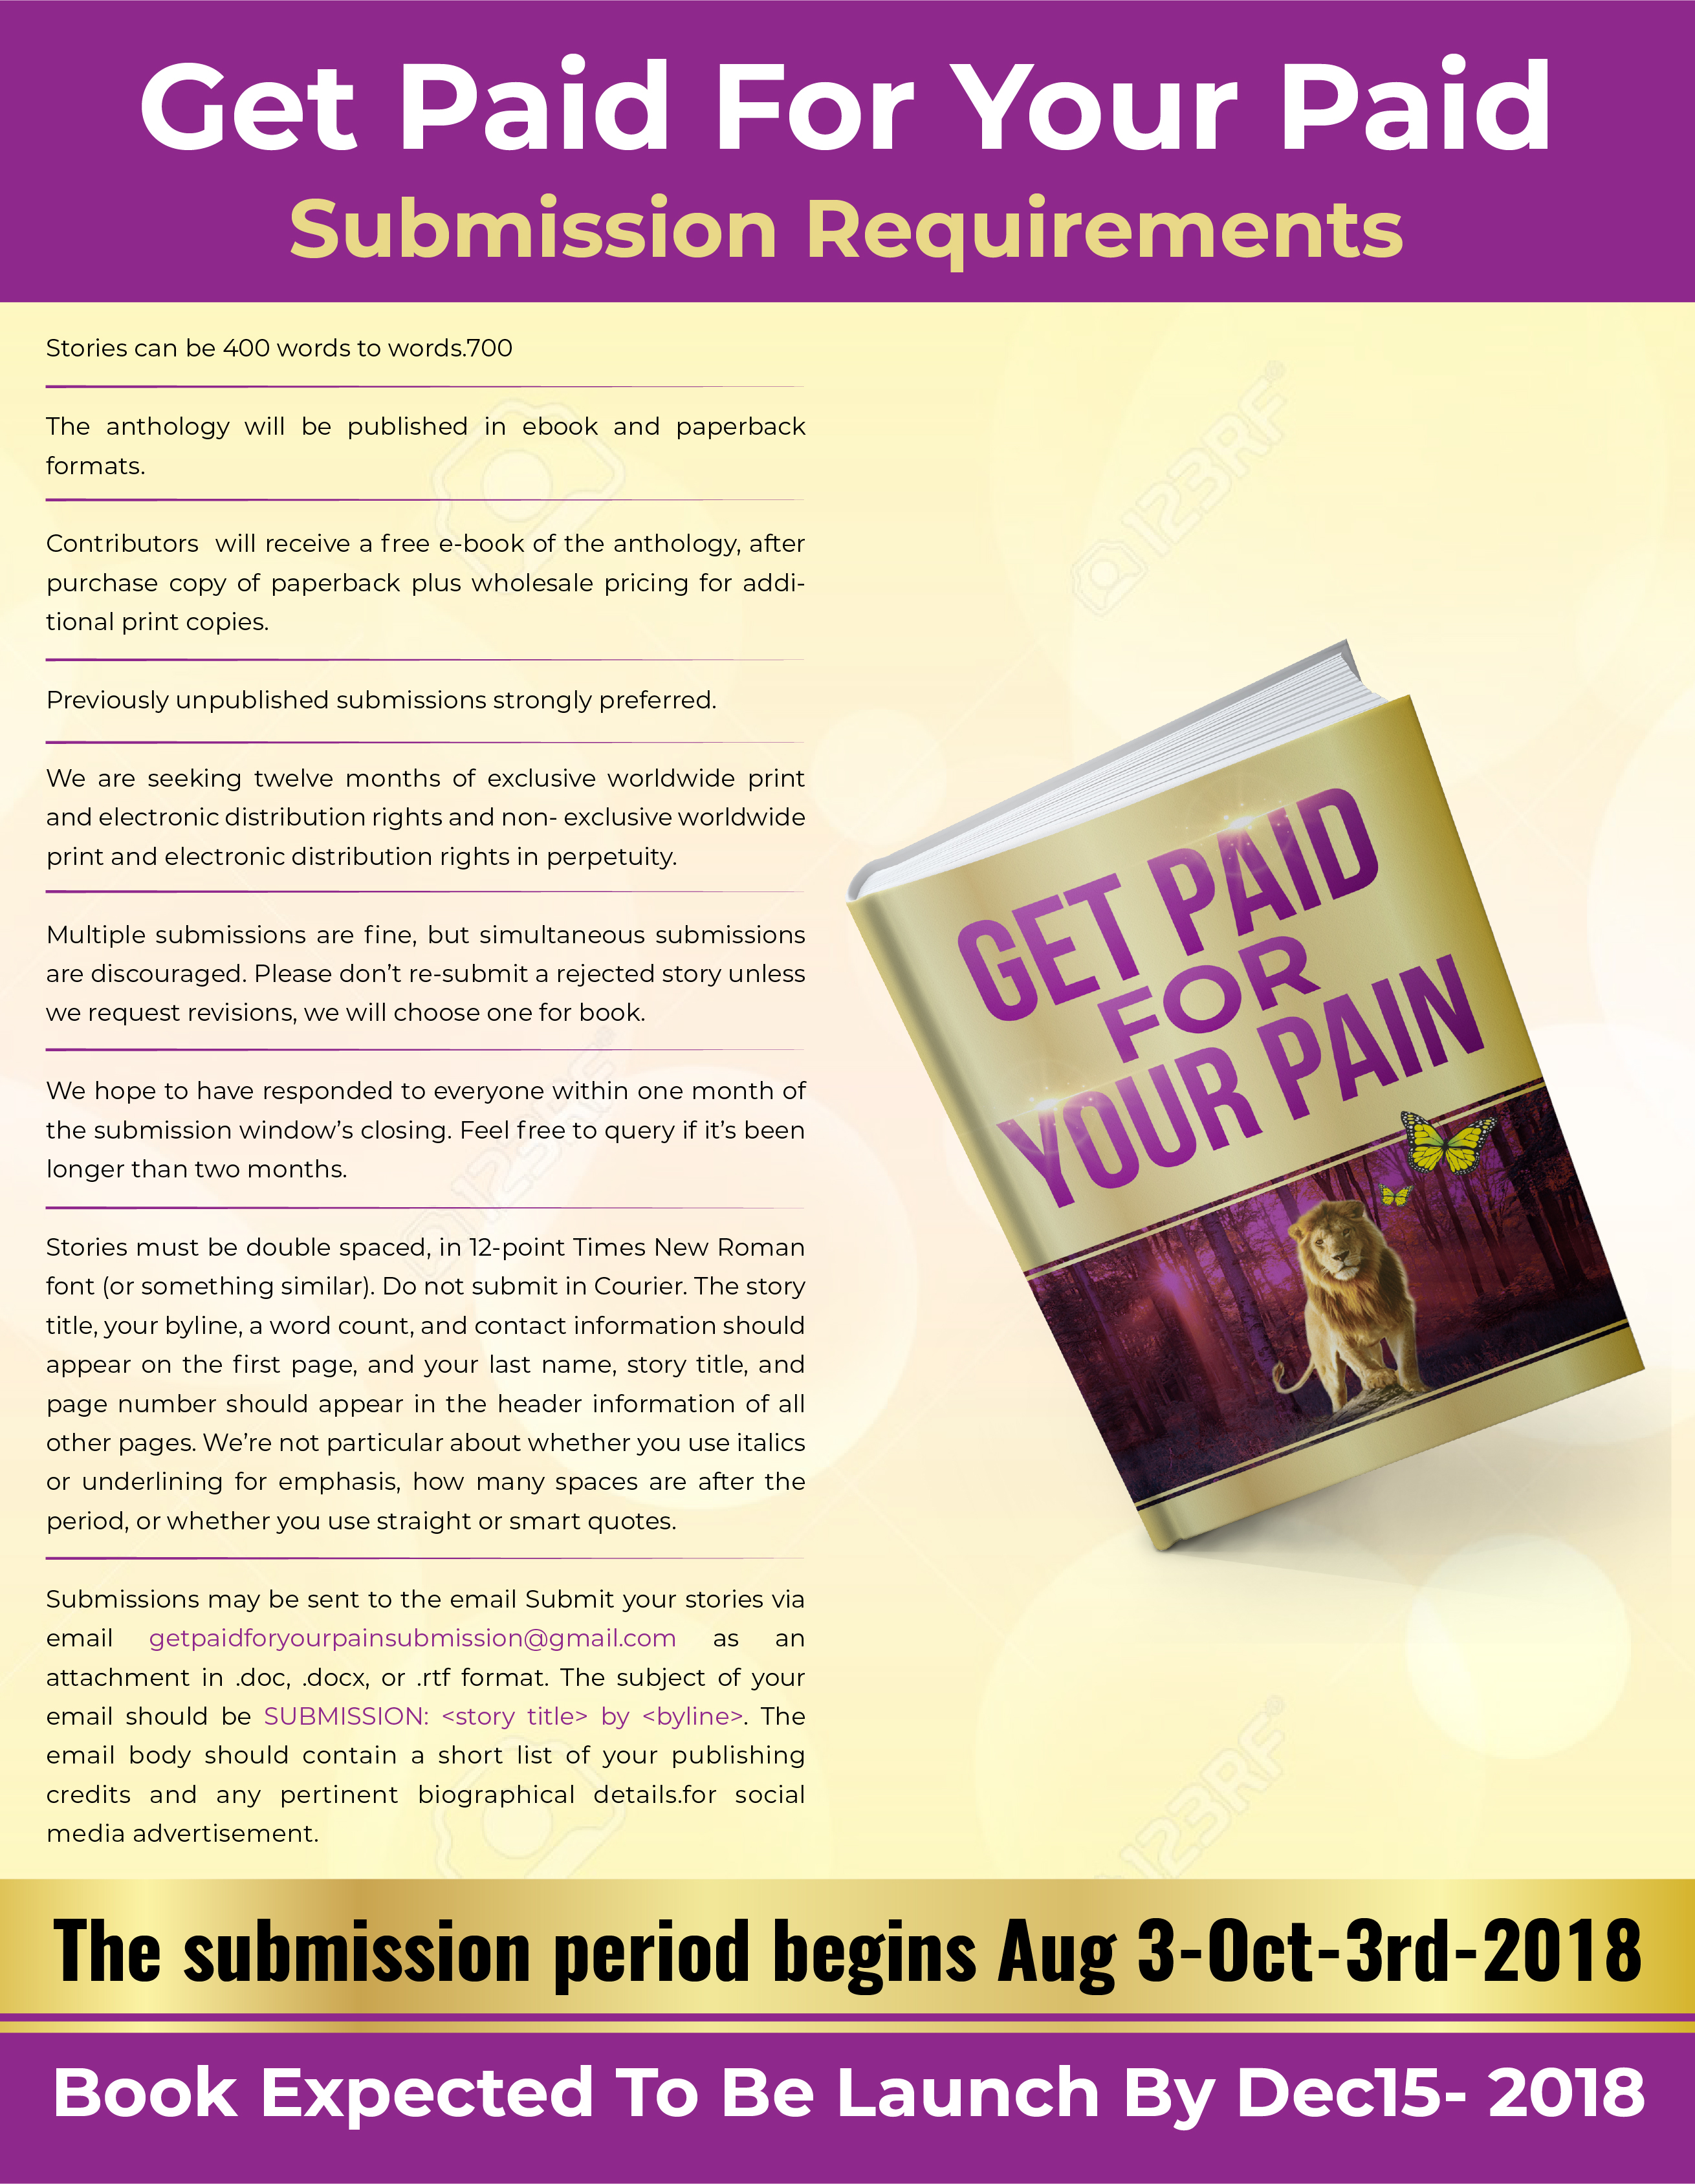 Get Paid For Your Paid
Submission Requirements
Stories can be 400 words to words.700
The anthology will be published in ebook and paperback
formats.
Contributors will receive a free e-book of the anthology, after
purchase copy of paperback plus wholesale pricing for addi-
tional print copies.
Previously unpublished submissions strongly preferred.
We are seeking twelve months of exclusive worldwide print
and electronic distribution rights and non- exclusive worldwide
print and electronic distribution rights in perpetuity.
Multiple submissions are fine, but simultaneous submissions
are discouraged. Please don’t re-submit a rejected story unless
we request revisions, we will choose one for book.
We hope to have responded to everyone within one month of
the submission window’s closing. Feel free to query if it’s been
longer than two months.
Stories must be double spaced, in 12-point Times New Roman
font (or something similar). Do not submit in Courier. The story
title, your byline, a word count, and contact information should
appear on the first page, and your last name, story title, and
page number should appear in the header information of all
other pages. We’re not particular about whether you use italics
or underlining for emphasis, how many spaces are after the
period, or whether you use straight or smart quotes.
Submissions may be sent to the email Submit your stories via
email getpaidforyourpainsubmission@gmail.com as an
attachment in .doc, .docx, or .rtf format. The subject of your
email should be SUBMISSION: <story title> by <byline>. The
email body should contain a short list of your publishing
credits and any pertinent biographical details.for social
media advertisement.
GET PAID
FOR
YOUR PAIN
123RF
123RF
123RF
The submission period begins Aug 3-Oct-3rd-2018
Book Expected To Be Launch By Dec15- 2018